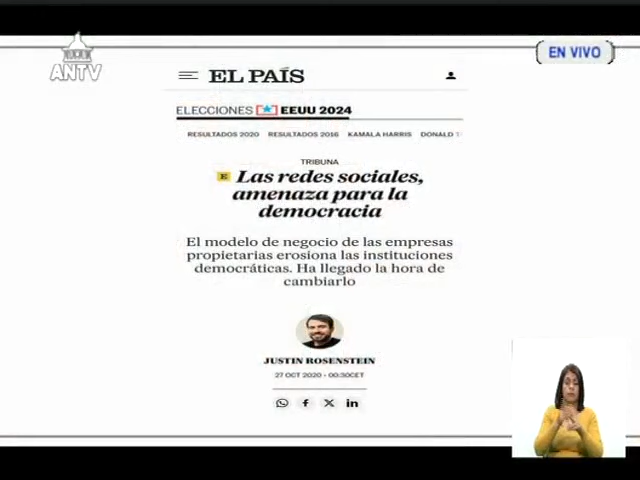 ANTV
EN VIVO
EL PAÍS
ELECCIONES EEUU 2024
RESULTADOS 2020 RESULTADOS 2016 KAMALA HARRIS DONALD T
TRIBUNA
E Las redes sociales,
amenaza para la
democracia
El modelo de negocio de las empresas
propietarias erosiona las instituciones
democráticas. Ha llegado la hora de
cambiarlo
JUSTIN ROSENSTEIN
27 OCT 2020 - 00:30CET